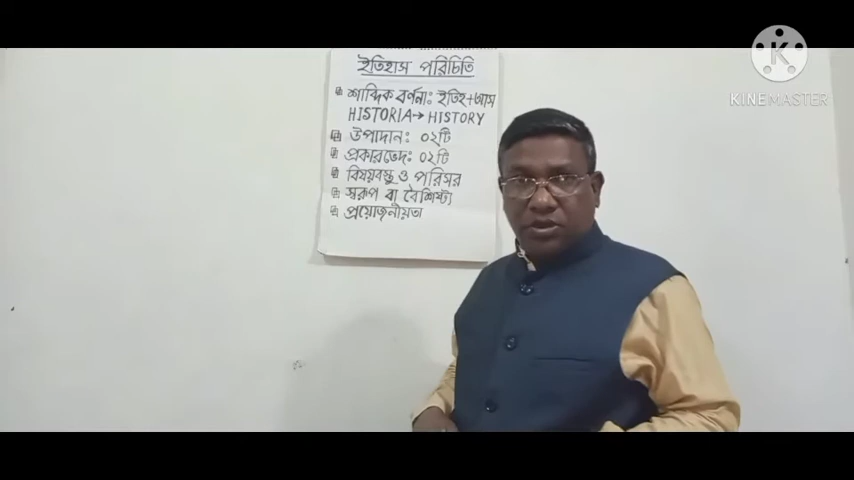 ইতিহাস পরিচিতি
শাব্দিক বর্ণনাঃ ইতিহ+আস
HISTORIA→ HISTORY
উপাদানঃ ০২টি
প্রকারভেদঃ ০২টি
বিষয়বস্তু ও পরিসর
স্বরূপ বা বৈশিষ্ট্য
প্রয়োজনীয়তা
K
KINEMASTER